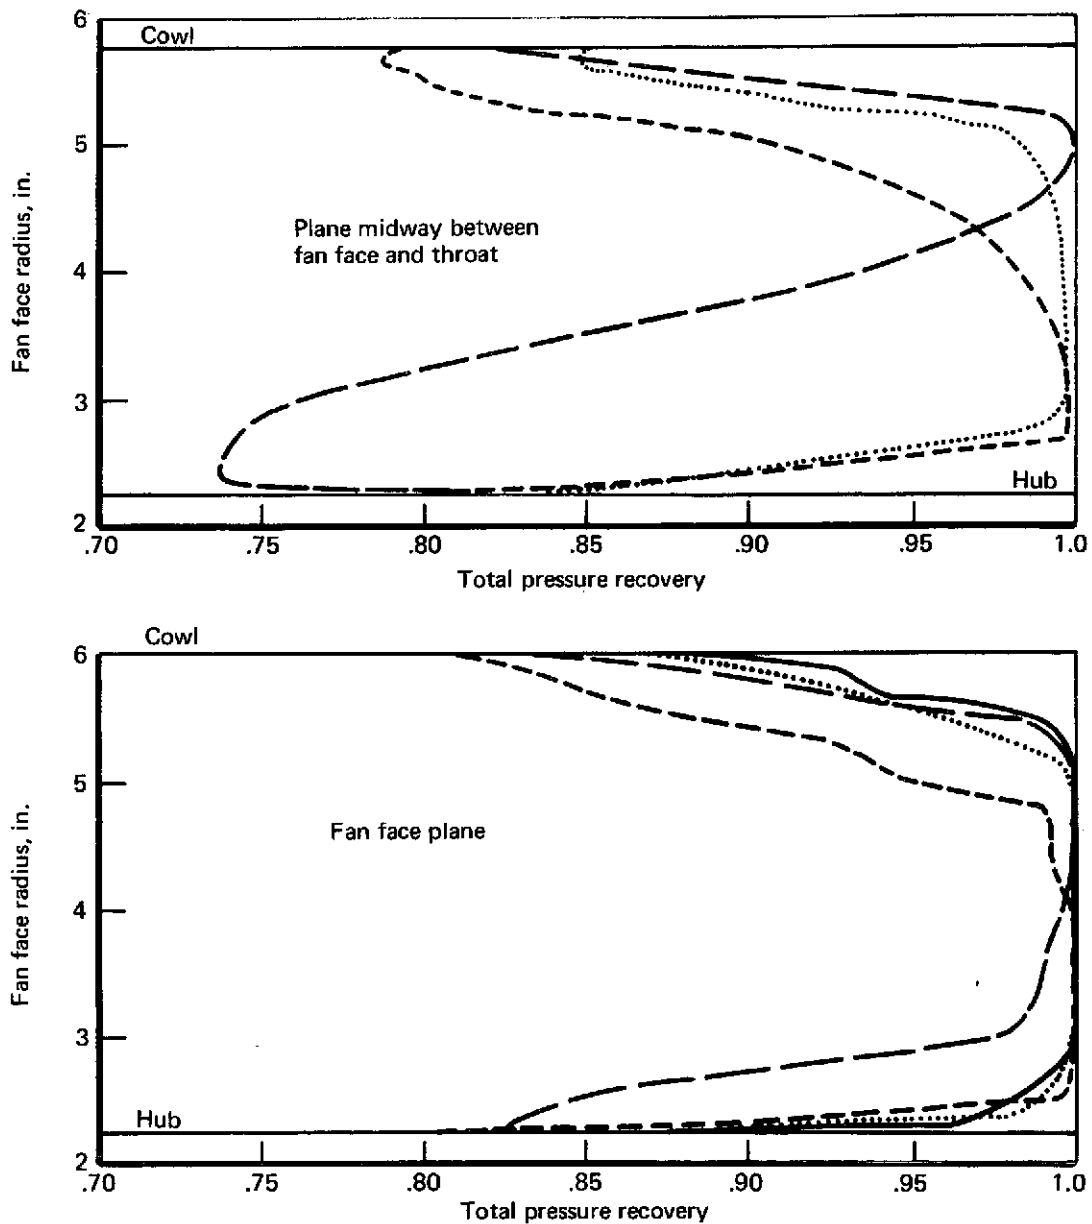 6
Cowl
5
Plane midway between
fan face and throat
4
3
Hub
2
Fan face radius, in.
.70
.75
.80
.85
.90
.95
1.0
Total pressure recovery
Cowl
6
5
Fan face plane
4
3
Hub
2
Fan face radius, in.
.70
.75
.80
.85
.90
.95
1.0
Total pressure recovery